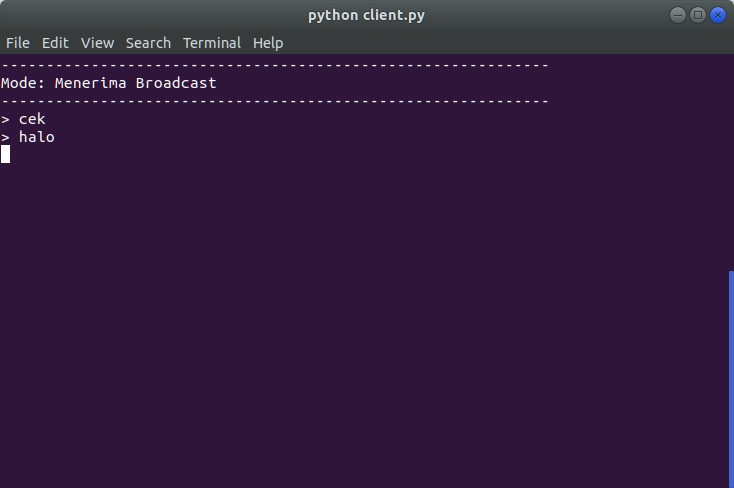 python client.py
File Edit View Search Terminal Help
-------------------------------------------------------------
Mode: Menerima Broadcast
-------------------------------------------------------------
> cek
> halo